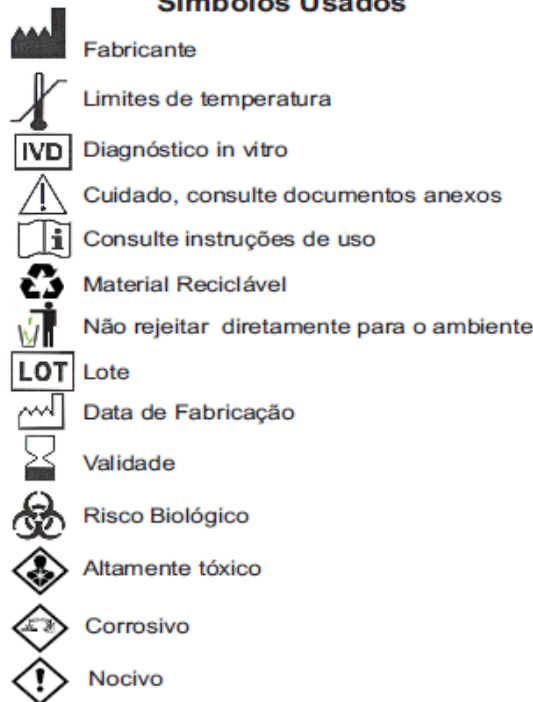 Símbolos Usados
Fabricante
Limites de temperatura
IVD Diagnóstico in vitro
Cuidado, consulte documentos anexos
i Consulte instruções de uso
Material Reciclável
Não rejeitar diretamente para o ambiente
LOT Lote
Data de Fabricação
Validade
Risco Biológico
Altamente tóxico
Corrosivo
Nocivo